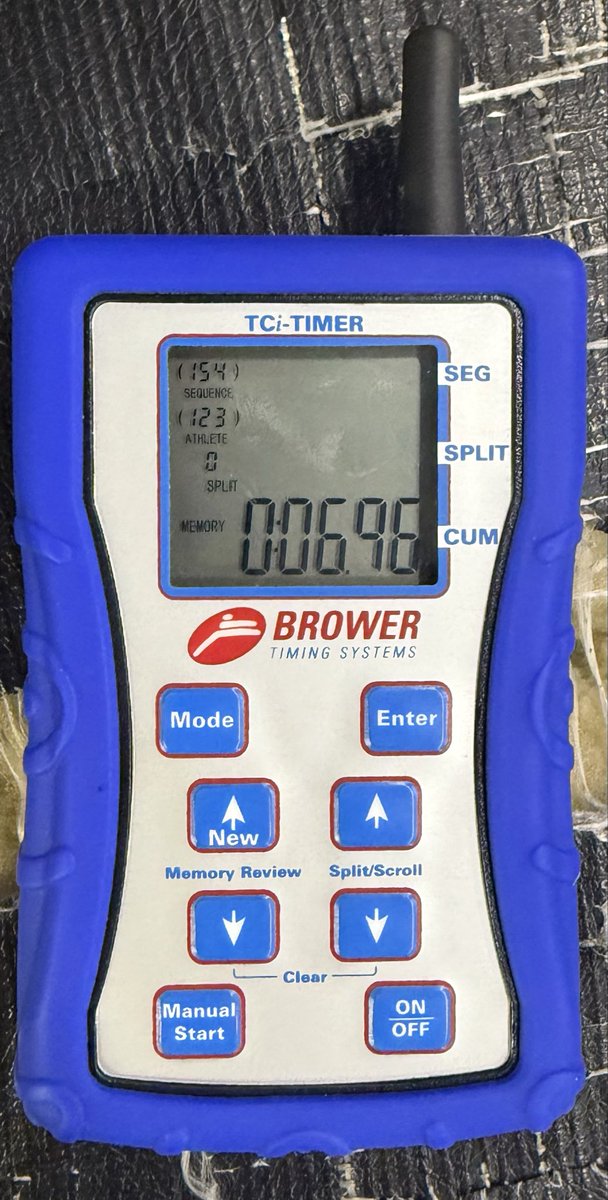 TCi-TIMER
(154)
SEQUENCE
(123)
ATHLETE
0
SPLIT
MEMORY
0:06.96
SEG
SPLIT
CUM
BROWER
TIMING SYSTEMS
Mode
Enter
New
Memory Review
Split/Scroll
Clear
Manual
Start
ON
OFF